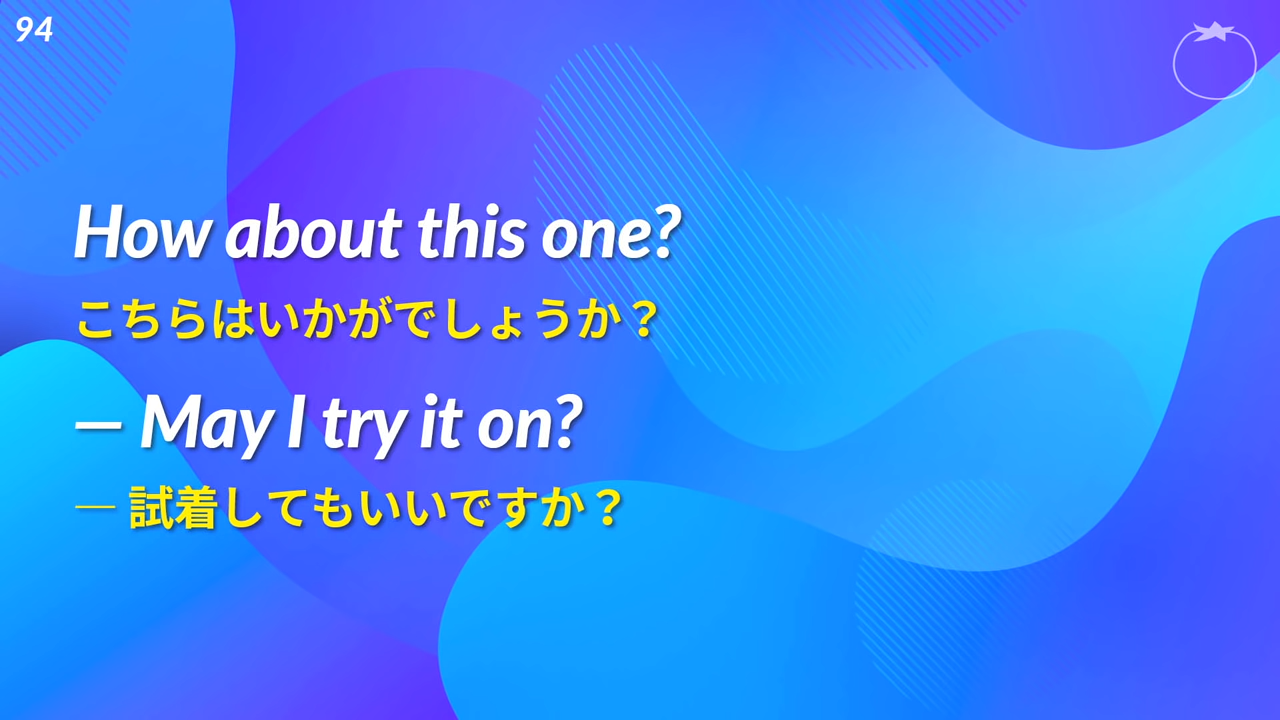 94
How about this one?
こちらはいかがでしょうか？
— May I try it on?
― 試着してもいいですか？